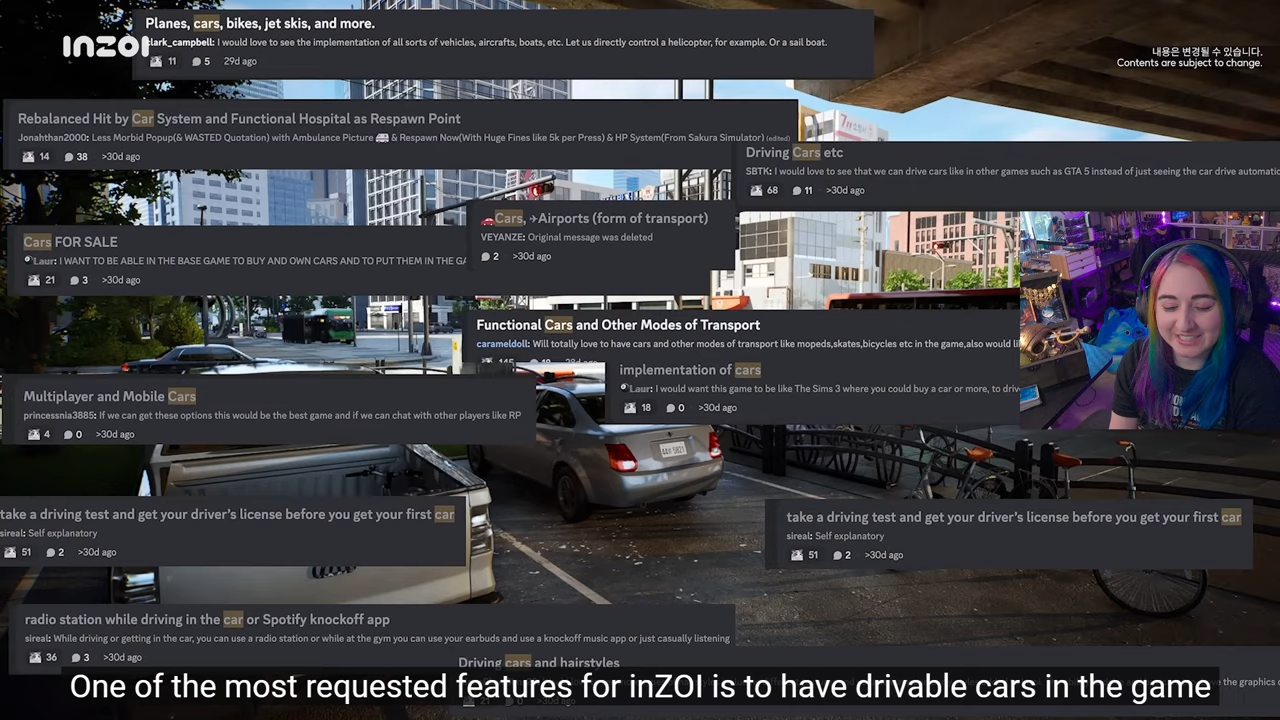 Planes, cars, bikes, jet skis, and more.
inZOI
clark_campbell: I would love to see the implementation of all sorts of vehicles, aircrafts, boats, etc. Let us directly control a helicopter, for example. Or a sail boat.
11 5 29d ago
내용은 변경될 수 있습니다.
Contents are subject to change.
Rebalanced Hit by Car System and Functional Hospital as Respawn Point
Jonahthan2000: Less Morbid Popup(& WASTED Quotation) with Ambulance Picture 🚑 & Respawn Now(With Huge Fines like 5k per Press) & HP System(From Sakura Simulator) (edited)
14 38 >30d ago
Driving Cars etc
SBTK: I would love to see that we can drive cars like in other games such as GTA 5 instead of just seeing the car drive automatic
68 11 >30d ago
🚗Cars, ✈Airports (form of transport)
VEYANZE: Original message was deleted
2 >30d ago
Cars FOR SALE
Laur: I WANT TO BE ABLE IN THE BASE GAME TO BUY AND OWN CARS AND TO PUT THEM IN THE GA
21 3 >30d ago
Functional Cars and Other Modes of Transport
carameldoll: Will totally love to have cars and other modes of transport like mopeds,skates,bicycles etc in the game,also would li
145 18 28d ago
implementation of cars
Laur: I would want this game to be like The Sims 3 where you could buy a car or more, to drive
18 0 >30d ago
Multiplayer and Mobile Cars
princessnia3885: If we can get these options this would be the best game and if we can chat with other players like RP
4 0 >30d ago
take a driving test and get your driver's license before you get your first car
sireal: Self explanatory
51 2 >30d ago
take a driving test and get your driver's license before you get your first car
sireal: Self explanatory
51 2 >30d ago
radio station while driving in the car or Spotify knockoff app
sireal: While driving or getting in the car, you can use a radio station or while at the gym you can use your earbuds and use a knockoff music app or just casually listening
36 3 >30d ago
Driving cars and hairstyles
the graphics
21 0 >30d ago
One of the most requested features for inZOI is to have drivable cars in the game